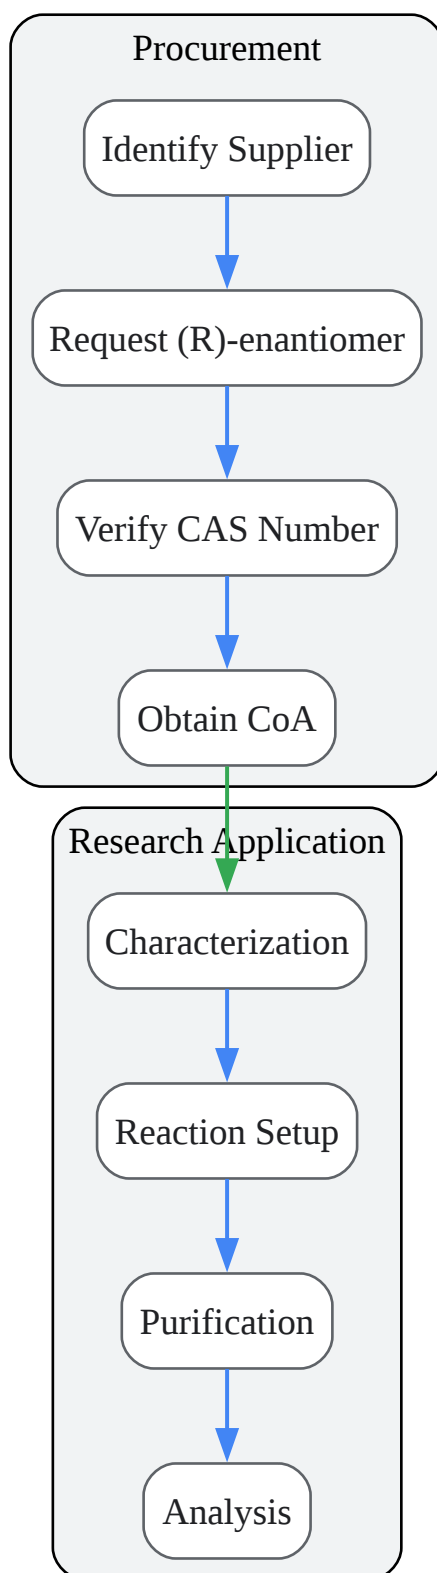 Procurement
Identify Supplier
Request (R)-enantiomer
Verify CAS Number
Obtain CoA
Research Application
Characterization
Reaction Setup
Purification
Analysis